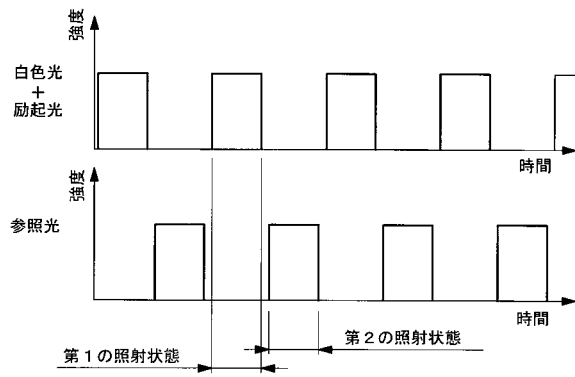 強度
白色光
+
励起光
時間
強度
参照光
時間
第1の照射状態
第2の照射状態